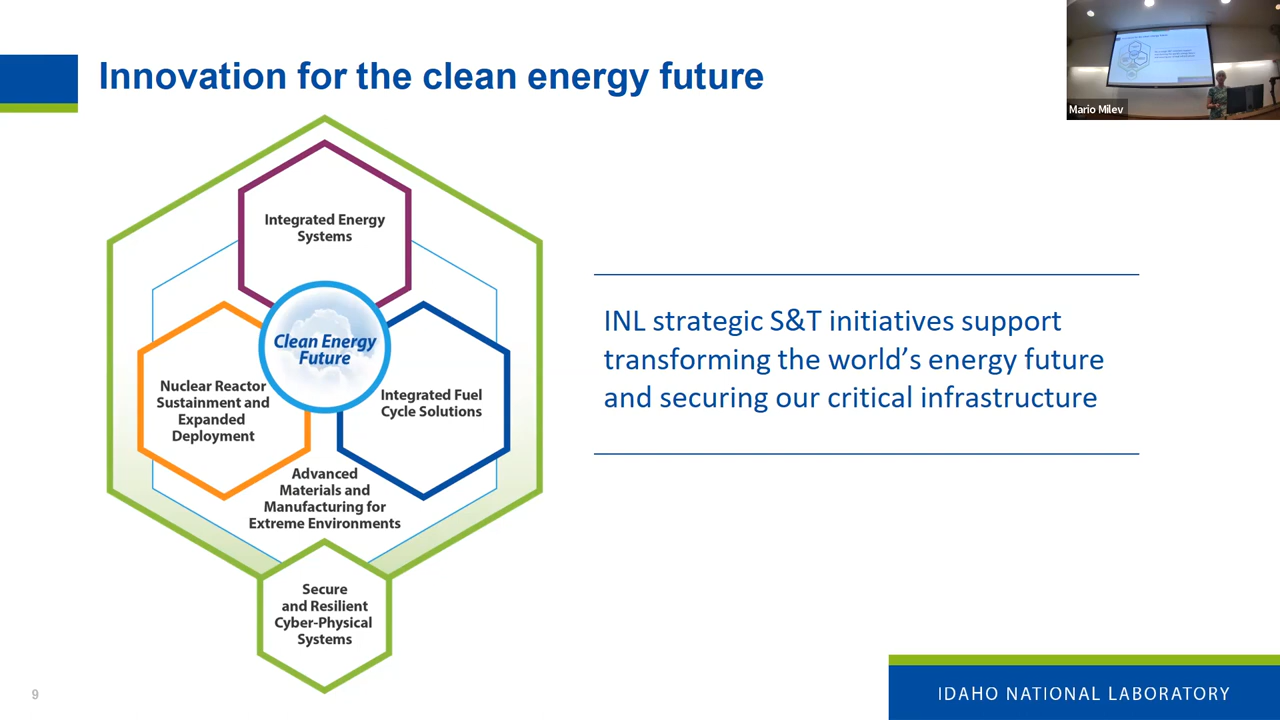 Innovation for the clean energy future
Mario Milev
Integrated Energy
Systems
Clean Energy
Future
Nuclear Reactor
Sustainment and
Expanded
Deployment
Integrated Fuel
Cycle Solutions
Advanced
Materials and
Manufacturing for
Extreme Environments
Secure
and Resilient
Cyber-Physical
Systems
INL strategic S&T initiatives support
transforming the world’s energy future
and securing our critical infrastructure
9
IDAHO NATIONAL LABORATORY